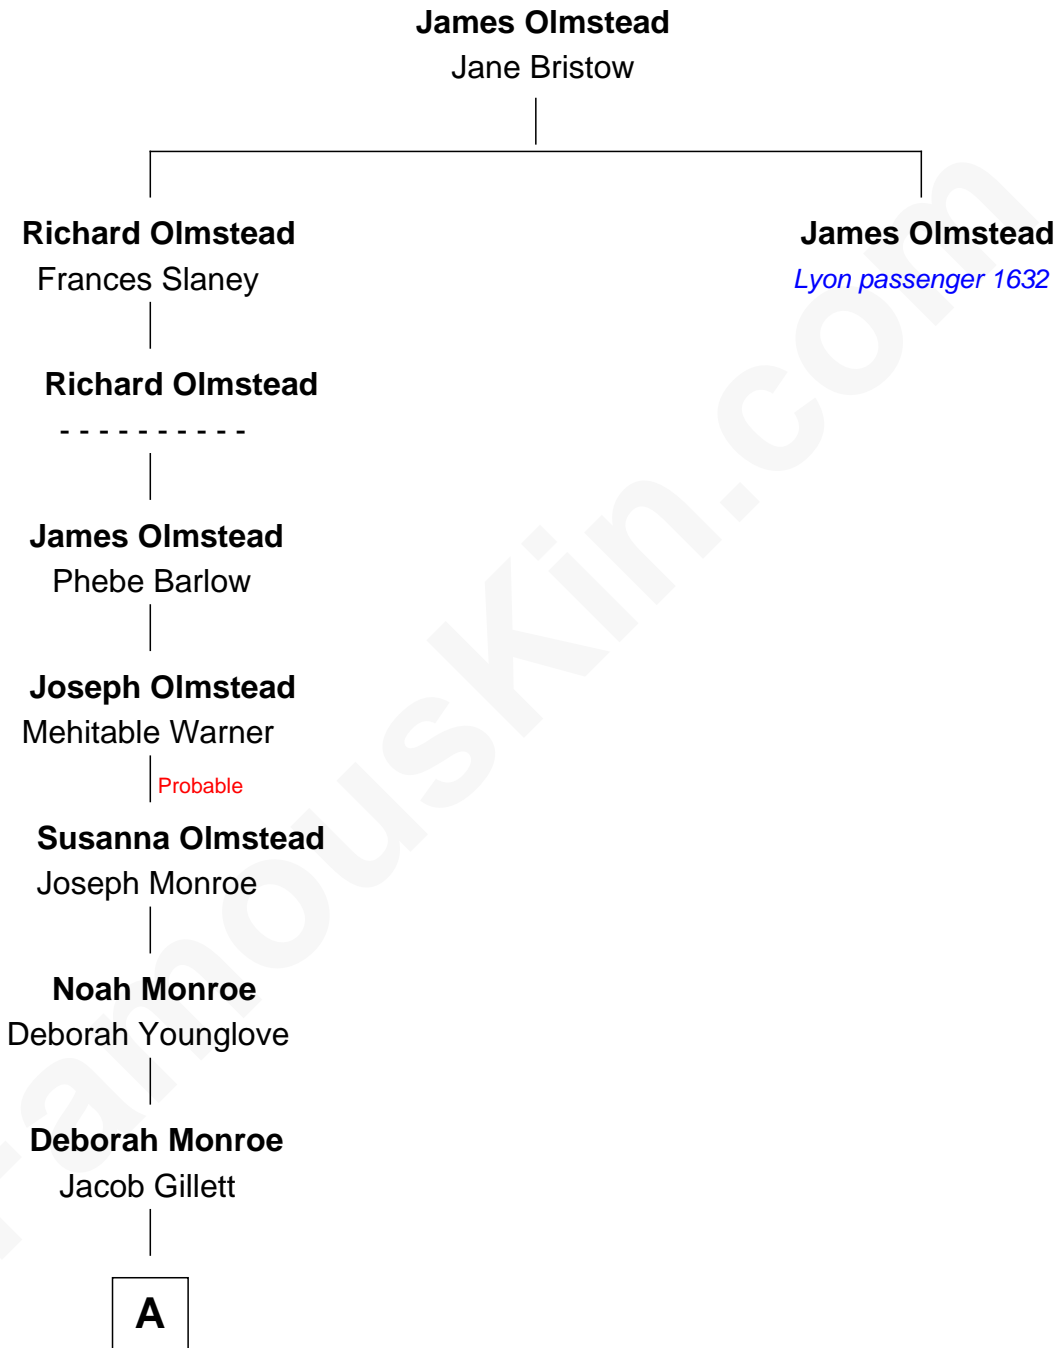 James Olmstead
Jane Bristow
Richard Olmstead
James Olmstead
Frances Slaney
Lyon passenger 1632
Richard Olmstead
- - - - - - - - - -
James Olmstead
Phebe Barlow
Joseph Olmstead
Mehitable Warner
Probable
Susanna Olmstead
Joseph Monroe
Noah Monroe
Deborah Younglove
Deborah Monroe
Jacob Gillett
A
FamousKin.com